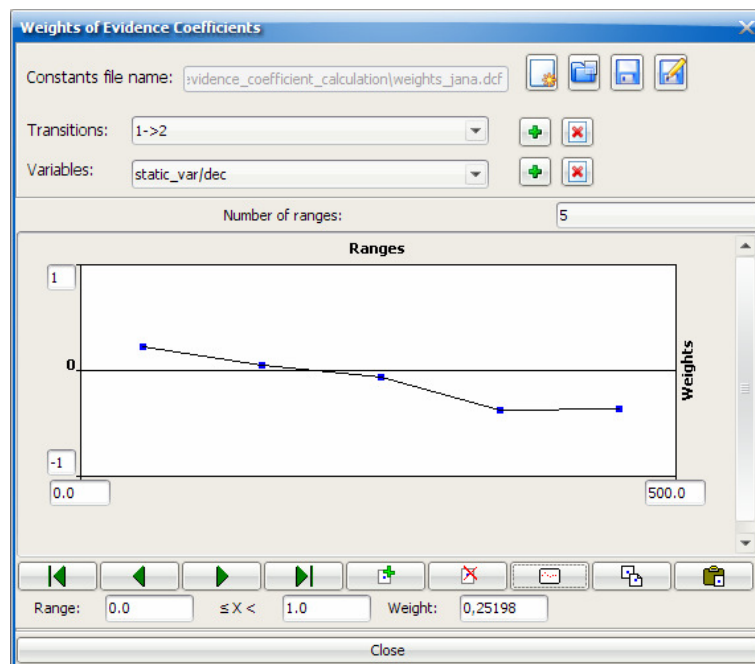 Weights of Evidence Coefficients
Constants file name: vidence_coefficient_calculation\weights_jana.dcf
Transitions: 1->2
Variables: static_var/dec
Number of ranges: 5
Ranges
1
0
Weights
-1
0.0 500.0
Range: 0.0 ≤ X < 1.0 Weight: 0,25198
Close